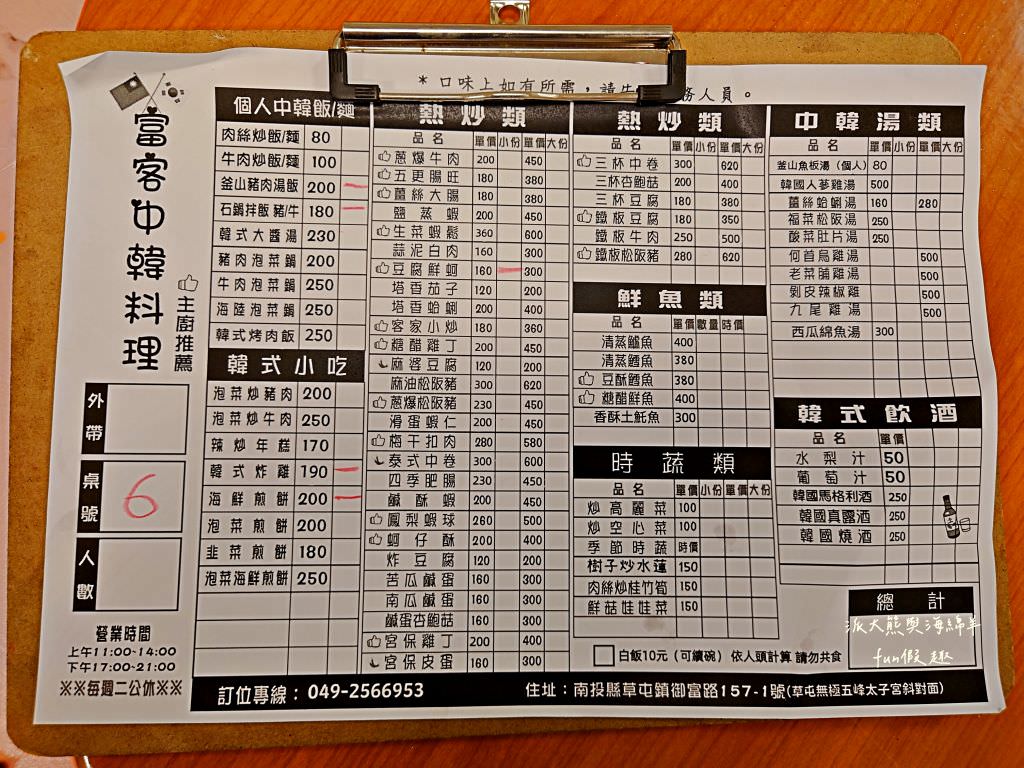 ＊口味上如有所需，請告 務人員。
富客中韓料理
主廚推薦
外帶
桌號 6
人數
營業時間
上午11:00~14:00
下午17:00~21:00
※※每週二公休※※
個人中韓飯/麵
肉絲炒飯/麵 80
牛肉炒飯/麵 100
釜山豬肉湯飯 200
石鍋拌飯 豬/牛 180
韓式大醬湯 230
豬肉泡菜鍋 200
牛肉泡菜鍋 250
海陸泡菜鍋 250
韓式烤肉飯 250
韓式小吃
泡菜炒豬肉 200
泡菜炒牛肉 250
辣炒年糕 170
韓式炸雞 190
海鮮煎餅 200
泡菜煎餅 200
韭菜煎餅 180
泡菜海鮮煎餅 250
熱炒類
品名 單價 小份 單價 大份
蔥爆牛肉 200 450
五更腸旺 180 380
薑絲大腸 180 380
鹽蒸蝦 200 450
生菜蝦鬆 360 600
蒜泥白肉 160 300
豆腐鮮蚵 160 300
塔香茄子 120 200
塔香蛤蜊 200 400
客家小炒 180 360
糖醋雞丁 200 450
麻婆豆腐 120 200
麻油松阪豬 300 620
蔥爆松阪豬 230 450
滑蛋蝦仁 200 450
梅干扣肉 280 580
泰式中卷 300 600
四季肥腸 230 450
鹹酥蝦 200 450
鳳梨蝦球 260 500
蚵仔酥 200 400
炸豆腐 120 200
苦瓜鹹蛋 160 300
南瓜鹹蛋 160 300
鹹蛋杏鮑菇 160 300
宮保雞丁 200 400
宮保皮蛋 160 300
熱炒類
品名 單價 小份 單價 大份
三杯中卷 300 620
三杯杏鮑菇 200 400
三杯豆腐 180 380
鐵板豆腐 180 350
鐵板牛肉 250 500
鐵板松阪豬 280 620
鮮魚類
品名 單價 數量 時價
清蒸鱸魚 400
清蒸鱈魚 380
豆酥鱈魚 380
糖醋鮮魚 400
香酥土魠魚 300
時蔬類
品名 單價 小份 單價 大份
炒高麗菜 100
炒空心菜 100
季節時蔬 時價
樹子炒水蓮 150
肉絲炒桂竹筍 150
鮮菇娃娃菜 150
白飯10元（可續碗） 依人頭計算 請勿共食
中韓湯類
品名 單價 小份 單價 大份
釜山魚板湯（個人） 80
韓國人蔘雞湯 500
薑絲蛤蜊湯 160 280
福菜松阪湯 250
酸菜肚片湯 250
何首烏雞湯 500
老菜脯雞湯 500
剝皮辣椒雞 500
九尾雞湯 500
西瓜綿魚湯 300
韓式飲酒
品名 單價
水梨汁 50
葡萄汁 50
韓國馬格利酒 250
韓國真露酒 250
韓國燒酒 250
總計
派大熊與海綿羊
fun假趣
訂位專線：049-2566953
住址：南投縣草屯鎮御富路157-1號(草屯無極五峰太子宮斜對面)